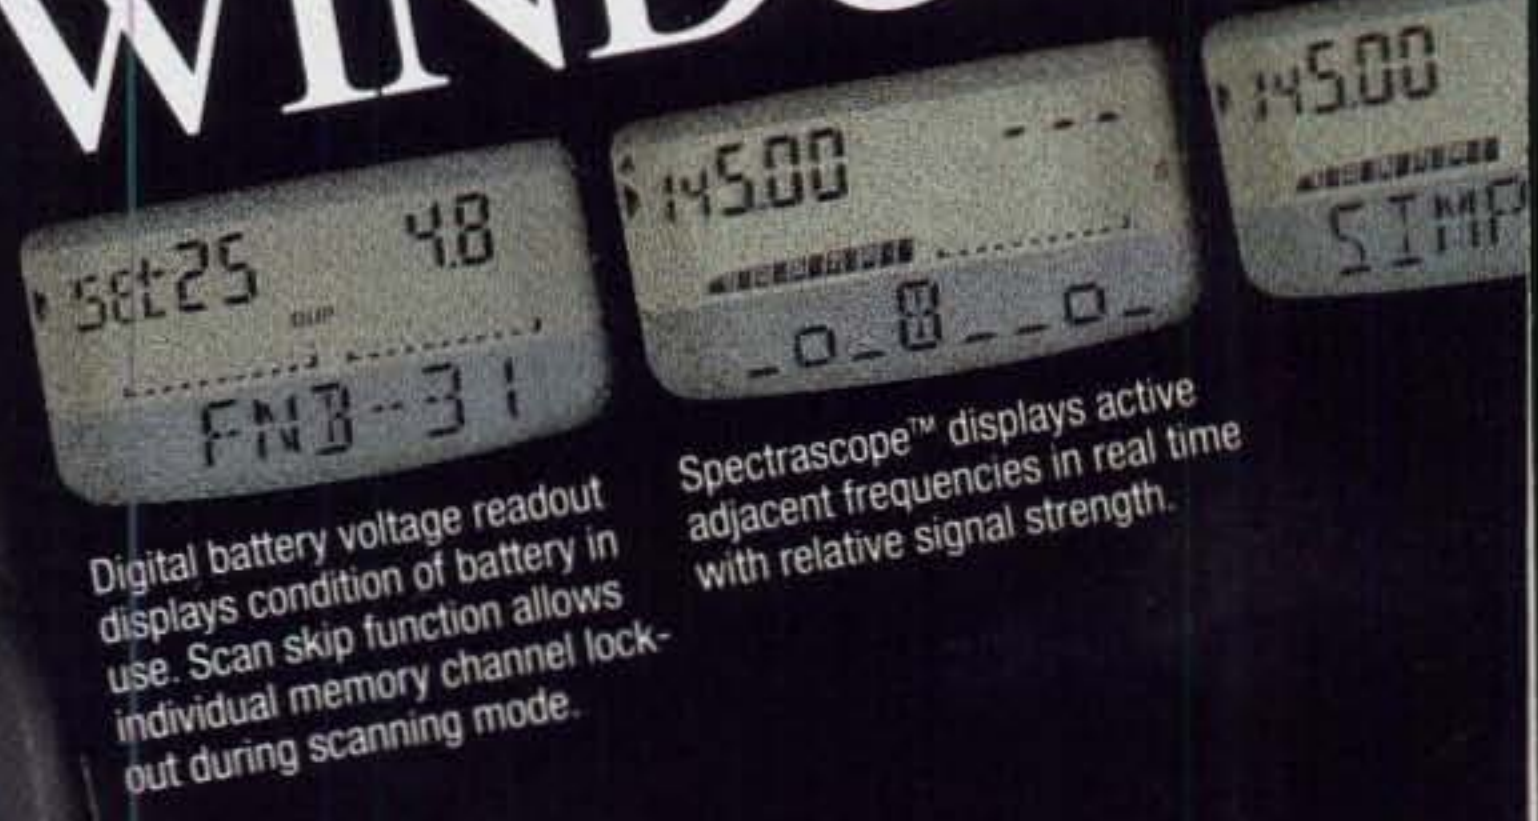 WINDO
SEt25 4.8
DUP
FNB--31
145.00 ---
_o_0__o_
145.00
SIMP
Digital battery voltage readout
displays condition of battery in
use. Scan skip function allows
individual memory channel lock-
out during scanning mode.
Spectrascope™ displays active
adjacent frequencies in real time
with relative signal strength.